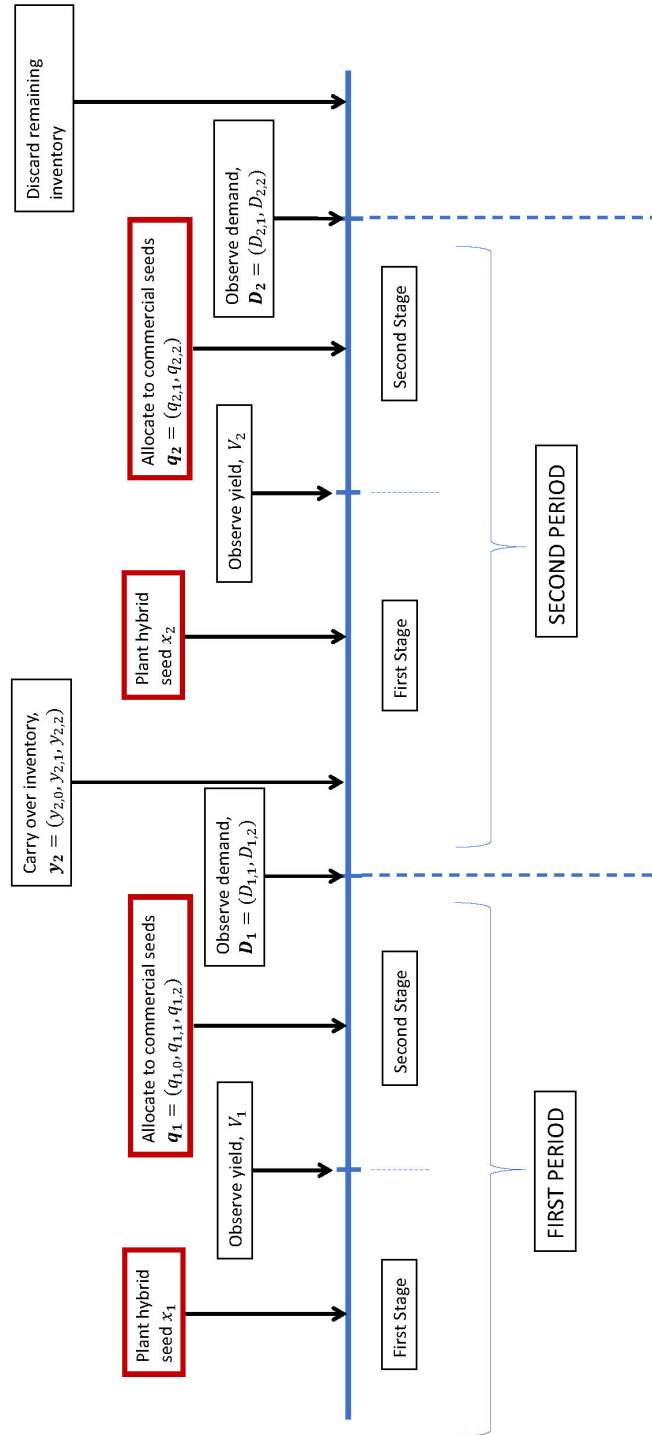 Plant hybrid
seed x₁
Observe yield, V₁
Allocate to commercial seeds
q₁ = (q₁,₀, q₁,₁, q₁,₂)
Observe demand,
D₁ = (D₁,₁, D₁,₂)
Carry over inventory,
y₂ = (y₂,₀, y₂,₁, y₂,₂)
Plant hybrid
seed x₂
Observe yield, V₂
Allocate to commercial seeds
q₂ = (q₂,₁, q₂,₂)
Observe demand,
D₂ = (D₂,₁, D₂,₂)
Discard remaining
inventory
First Stage
Second Stage
First Stage
Second Stage
FIRST PERIOD
SECOND PERIOD